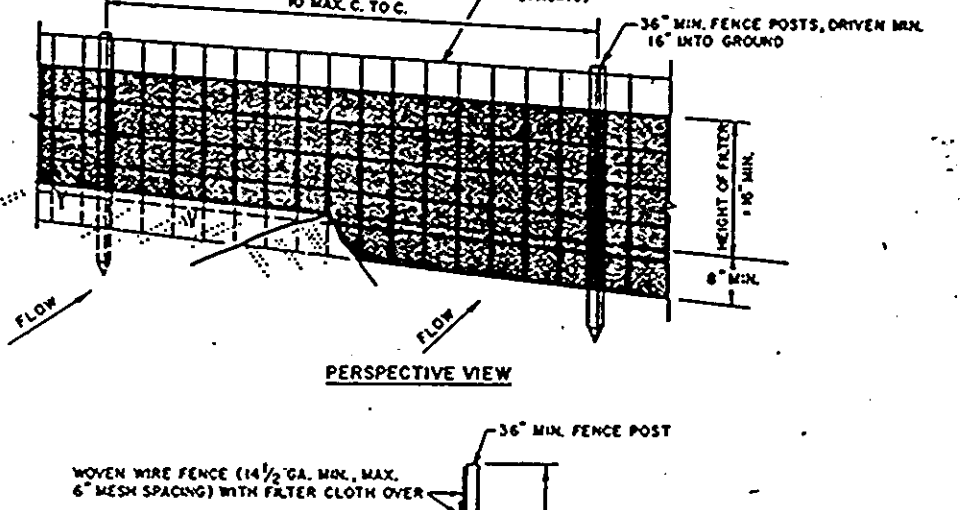 10 MAX. C. TO C.
36" MIN. FENCE POSTS, DRIVEN MIN.
16" INTO GROUND
HEIGHT OF FILTER
16" MIN.
8" MIN.
FLOW
FLOW
PERSPECTIVE VIEW
36" MIN. FENCE POST
WOVEN WIRE FENCE (14 1/2 GA. MIN., MAX.
6" MESH SPACING) WITH FILTER CLOTH OVER